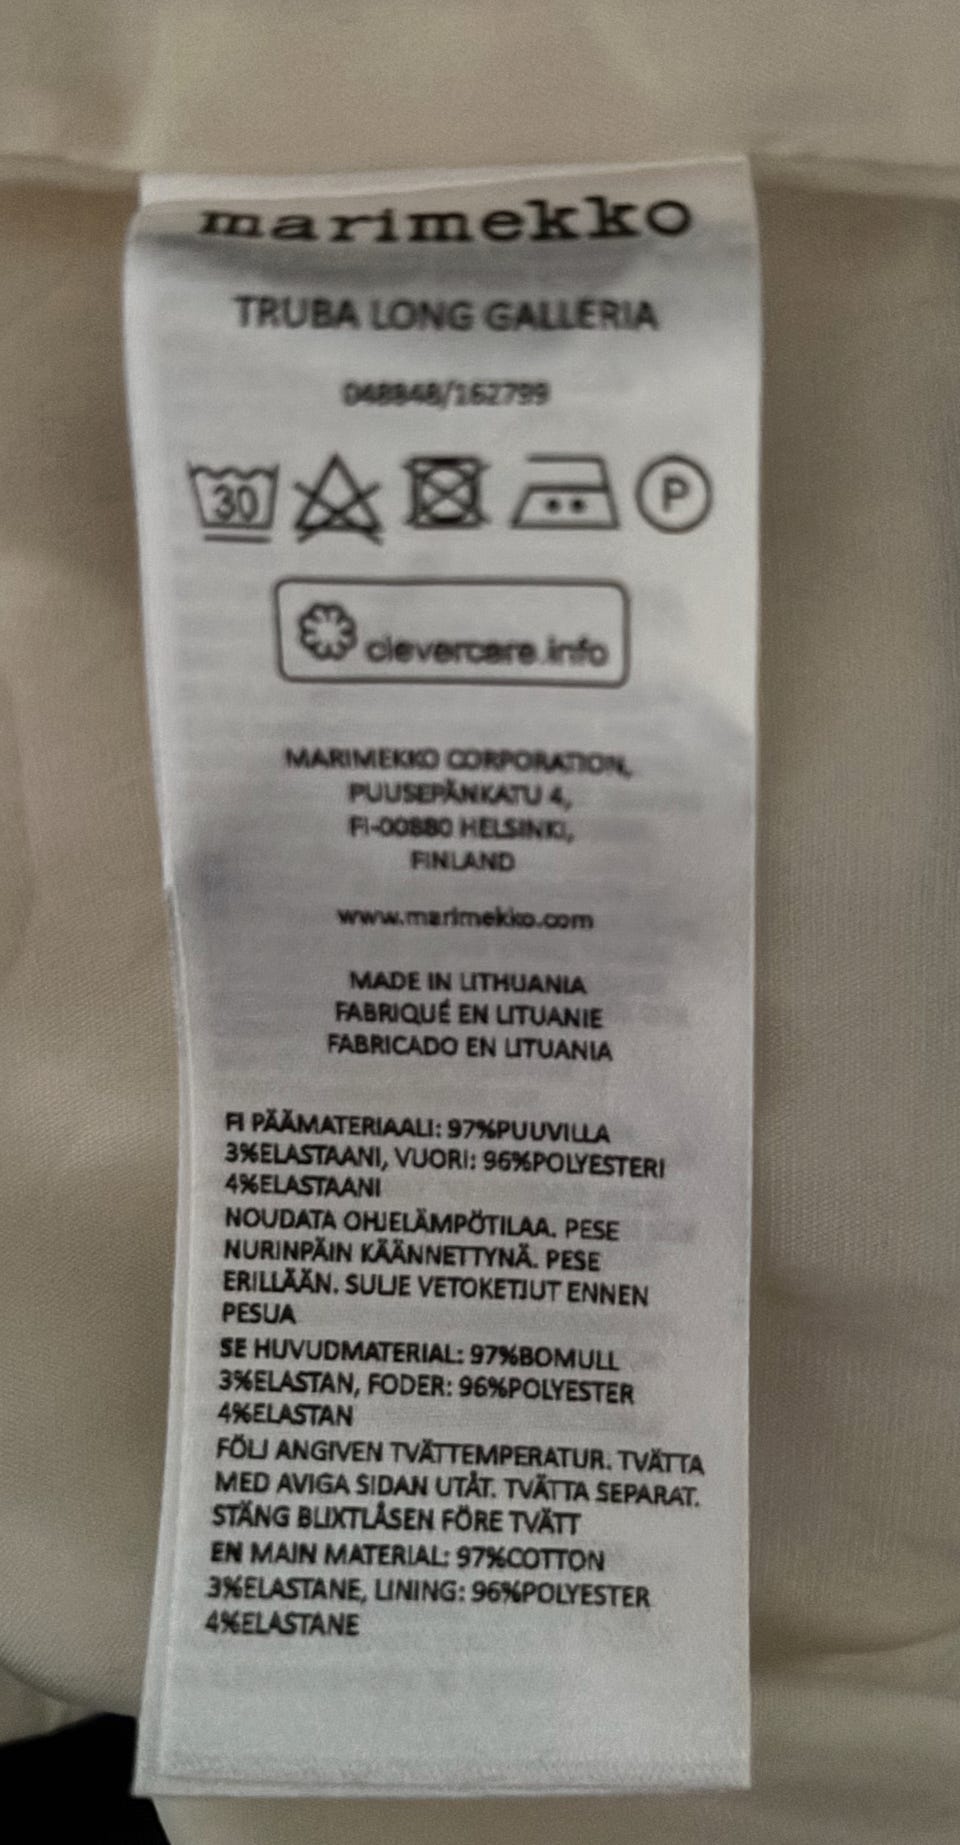 marimekko
TRUBA LONG GALLERIA
048848/162799
30
P
clevercare.info
MARIMEKKO CORPORATION,
PUUSEPÄNKATU 4,
FI-00880 HELSINKI,
FINLAND
www.marimekko.com
MADE IN LITHUANIA
FABRIQUÉ EN LITUANIE
FABRICADO EN LITUANIA
FI PÄÄMATERIAALI: 97%PUUVILLA
3%ELASTAANI, VUORI: 96%POLYESTERI
4%ELASTAANI
NOUDATA OHJELÄMPÖTILAA. PESE
NURINPÄIN KÄÄNNETTYNÄ. PESE
ERILLÄÄN. SULJE VETOKETJUT ENNEN
PESUA
SE HUVUDMATERIAL: 97%BOMULL
3%ELASTAN, FODER: 96%POLYESTER
4%ELASTAN
FÖLJ ANGIVEN TVÄTTEMPERATUR. TVÄTTA
MED AVIGA SIDAN UTÅT. TVÄTTA SEPARAT.
STÄNG BLIXTLÅSEN FÖRE TVÄTT
EN MAIN MATERIAL: 97%COTTON
3%ELASTANE, LINING: 96%POLYESTER
4%ELASTANE